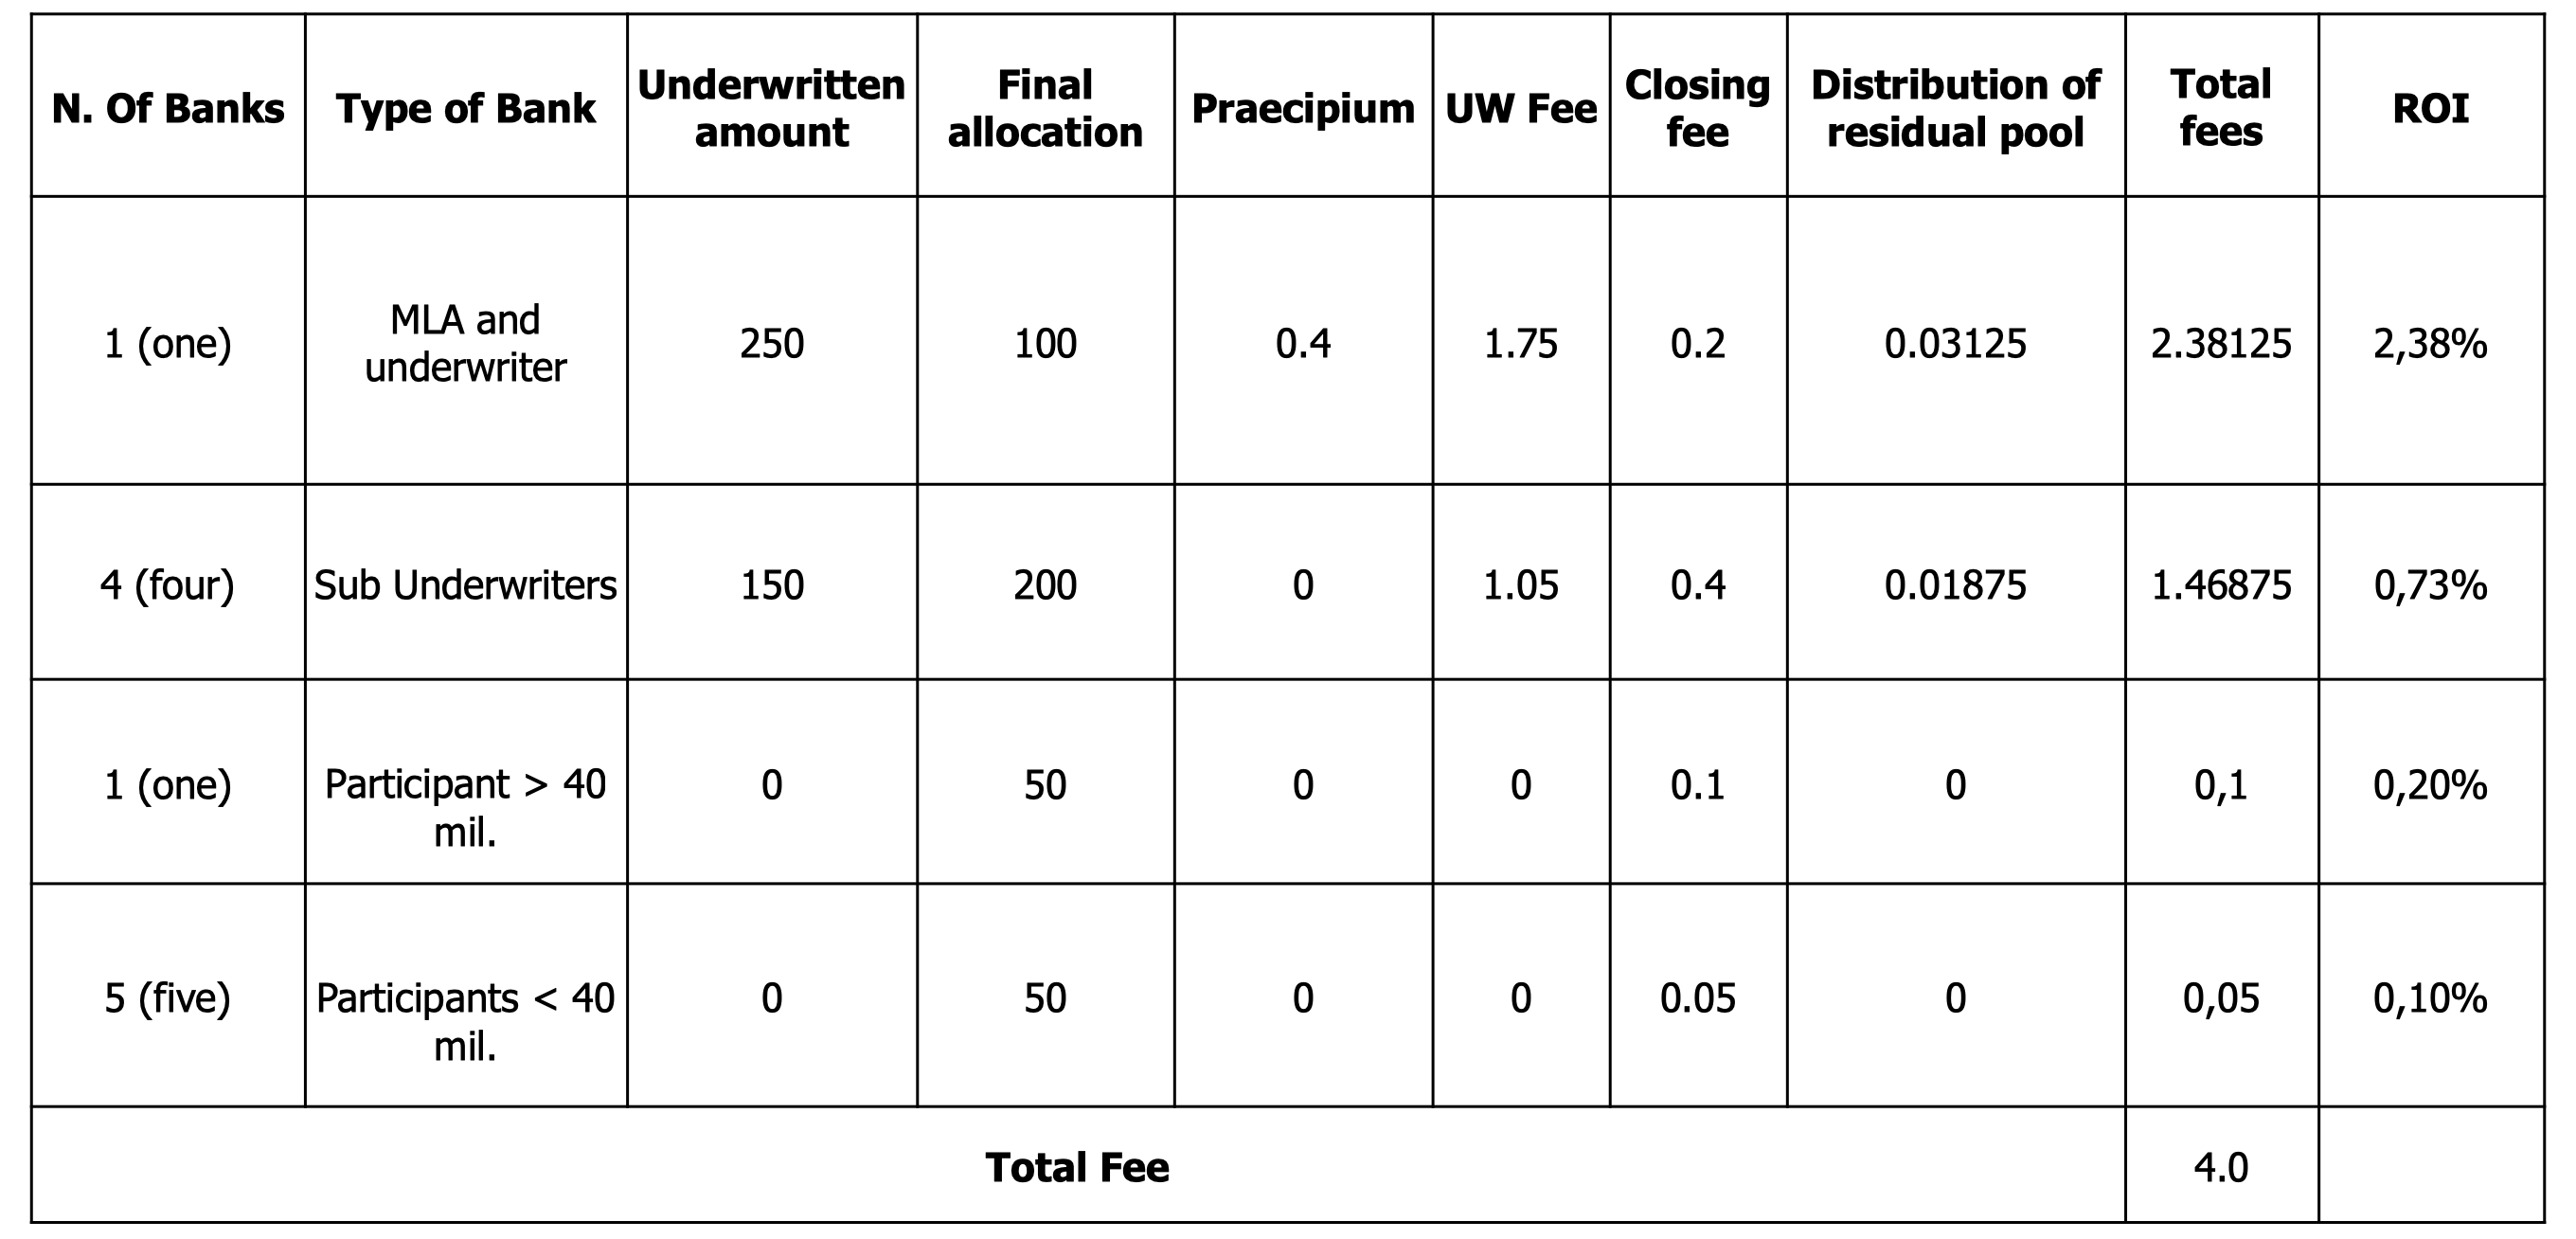 N. Of Banks
Type of Bank
Underwritten
amount
Final
allocation
Praecipium
UW Fee
Closing
fee
Distribution of
residual pool
Total
fees
ROI
1 (one)
MLA and
underwriter
250
100
0.4
1.75
0.2
0.03125
2.38125
2,38%
4 (four)
Sub Underwriters
150
200
0
1.05
0.4
0.01875
1.46875
0,73%
1 (one)
Participant > 40
mil.
0
50
0
0
0.1
0
0,1
0,20%
5 (five)
Participants < 40
mil.
0
50
0
0
0.05
0
0,05
0,10%
Total Fee
4.0